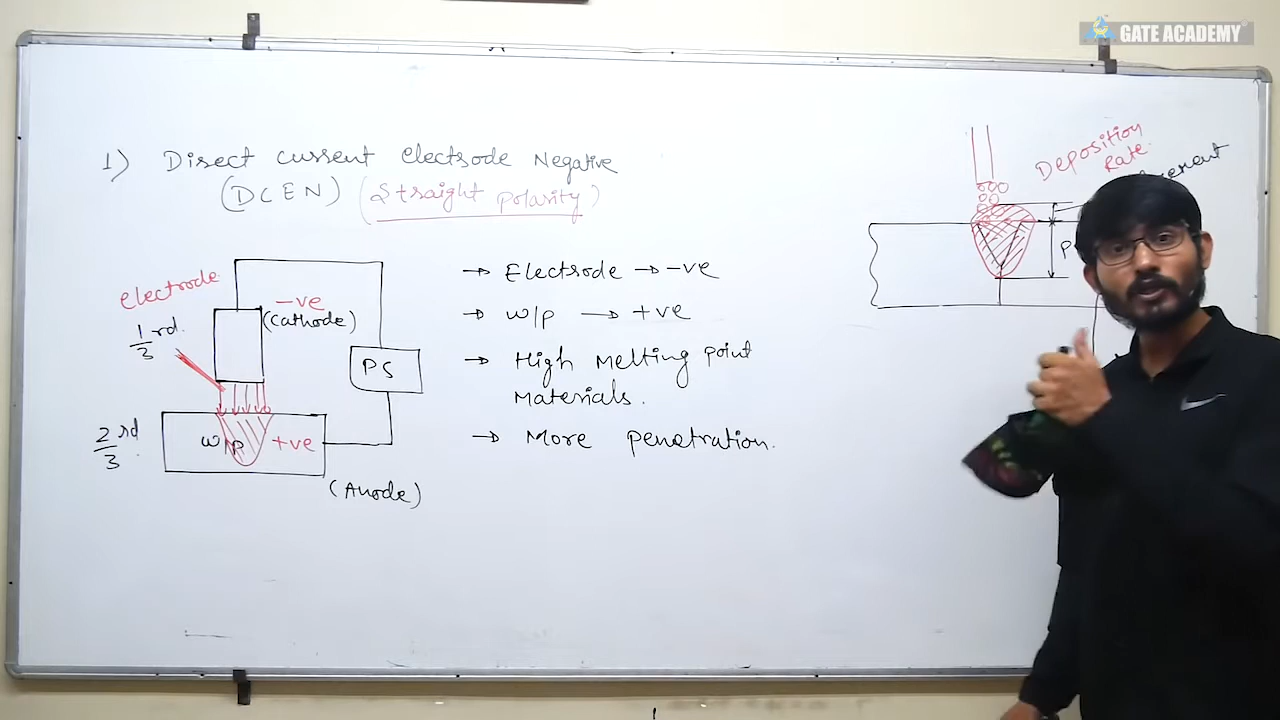 GATE ACADEMY
1) Direct current electrode Negative
(DCEN) (Straight polarity)
electrode
1/3 rd.
-ve
(Cathode)
PS
2/3 rd.
w/p +ve
(Anode)
→ Electrode → -ve
→ w/p → +ve
→ High Melting point
Materials.
→ More penetration.
Deposition
Rate.